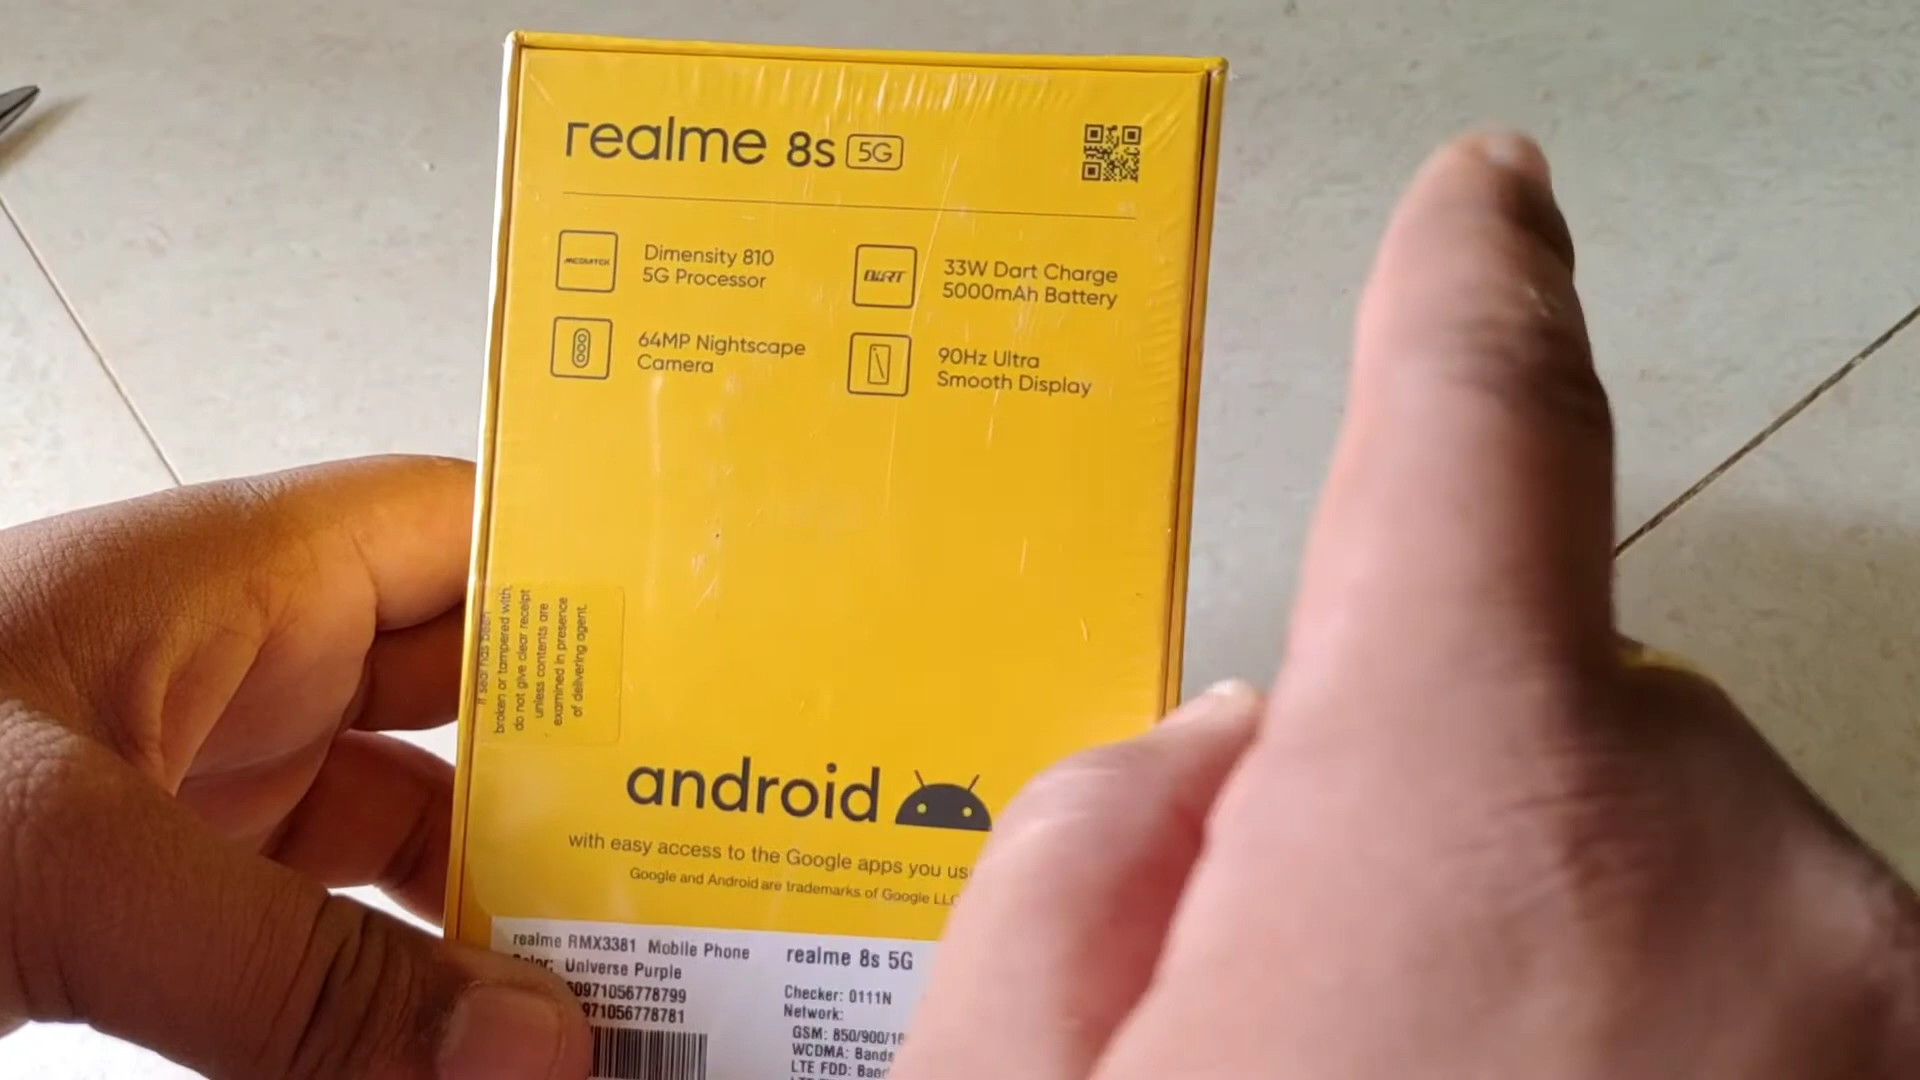 realme 8s 5G
MEDIATEK
Dimensity 810
5G Processor
DART
33W Dart Charge
5000mAh Battery
64MP Nightscape
Camera
90Hz Ultra
Smooth Display
If seal has been
broken or tampered with,
do not give clear receipt
unless contents are
examined in presence
of delivering agent.
android
with easy access to the Google apps you
Google and Android are trademarks of Google LLC
realme RMX3381 Mobile Phone
Universe Purple
0971056778799
971056778781
realme 8s 5G
Checker: 0111N
Network:
GSM: 850/900/
WCDMA: Bands
LTE FDD: